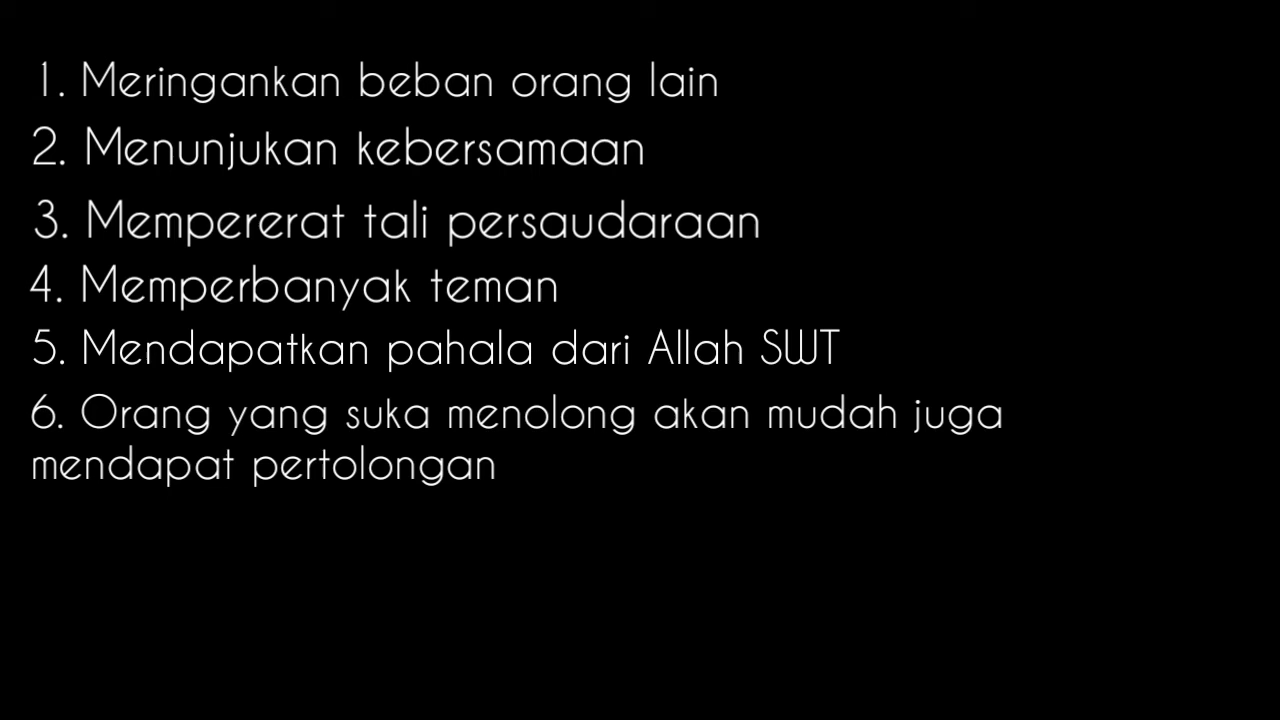 1. Meringankan beban orang lain
2. Menunjukan kebersamaan
3. Mempererat tali persaudaraan
4. Memperbanyak teman
5. Mendapatkan pahala dari Allah SWT
6. Orang yang suka menolong akan mudah juga
mendapat pertolongan